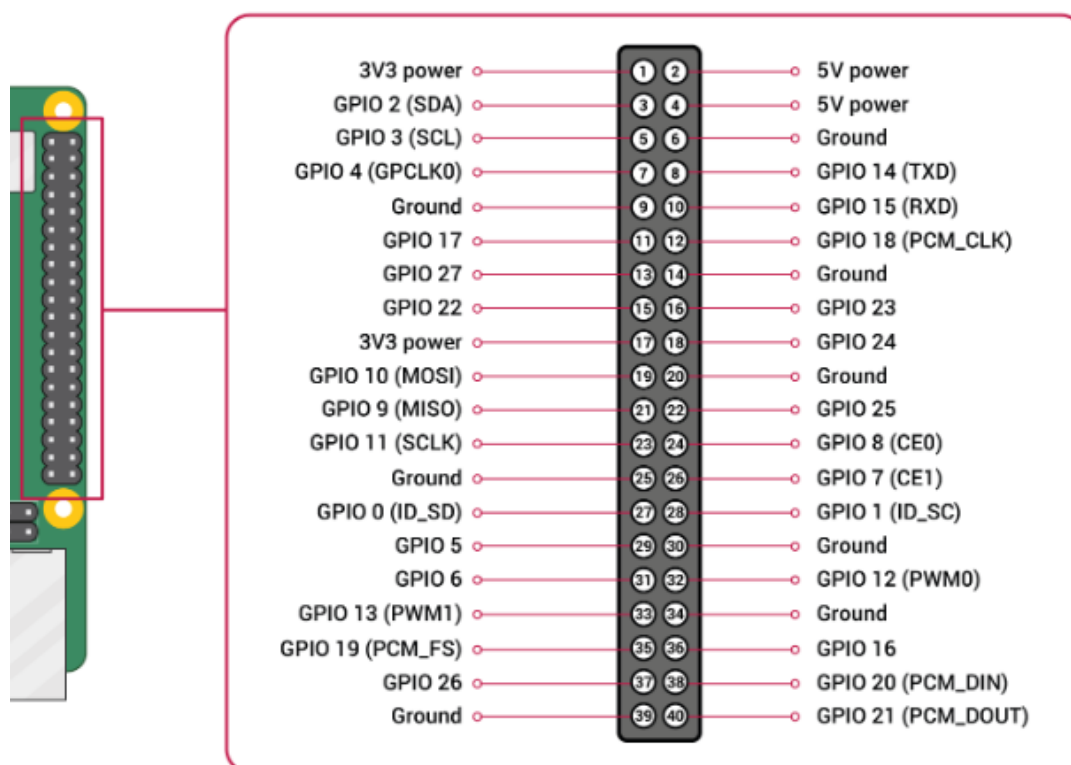 3V3 power 1 2 5V power
GPIO 2 (SDA) 3 4 5V power
GPIO 3 (SCL) 5 6 Ground
GPIO 4 (GPCLK0) 7 8 GPIO 14 (TXD)
Ground 9 10 GPIO 15 (RXD)
GPIO 17 11 12 GPIO 18 (PCM_CLK)
GPIO 27 13 14 Ground
GPIO 22 15 16 GPIO 23
3V3 power 17 18 GPIO 24
GPIO 10 (MOSI) 19 20 Ground
GPIO 9 (MISO) 21 22 GPIO 25
GPIO 11 (SCLK) 23 24 GPIO 8 (CE0)
Ground 25 26 GPIO 7 (CE1)
GPIO 0 (ID_SD) 27 28 GPIO 1 (ID_SC)
GPIO 5 29 30 Ground
GPIO 6 31 32 GPIO 12 (PWM0)
GPIO 13 (PWM1) 33 34 Ground
GPIO 19 (PCM_FS) 35 36 GPIO 16
GPIO 26 37 38 GPIO 20 (PCM_DIN)
Ground 39 40 GPIO 21 (PCM_DOUT)